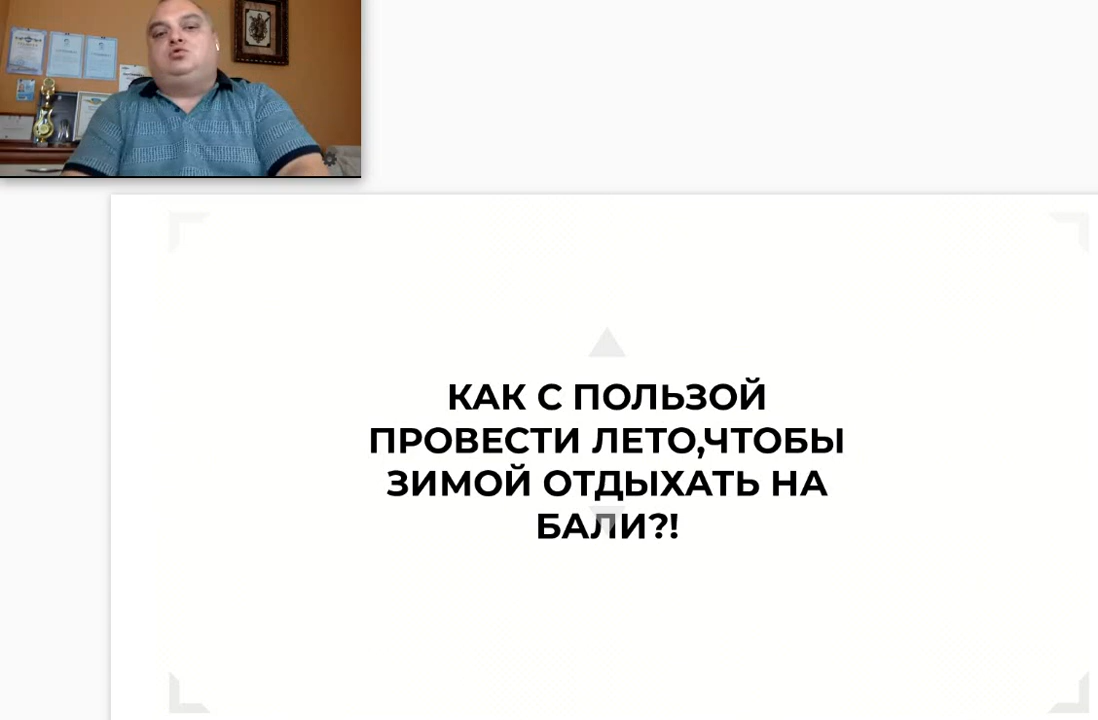 КАК С ПОЛЬЗОЙ
ПРОВЕСТИ ЛЕТО,ЧТОБЫ
ЗИМОЙ ОТДЫХАТЬ НА
БАЛИ?!